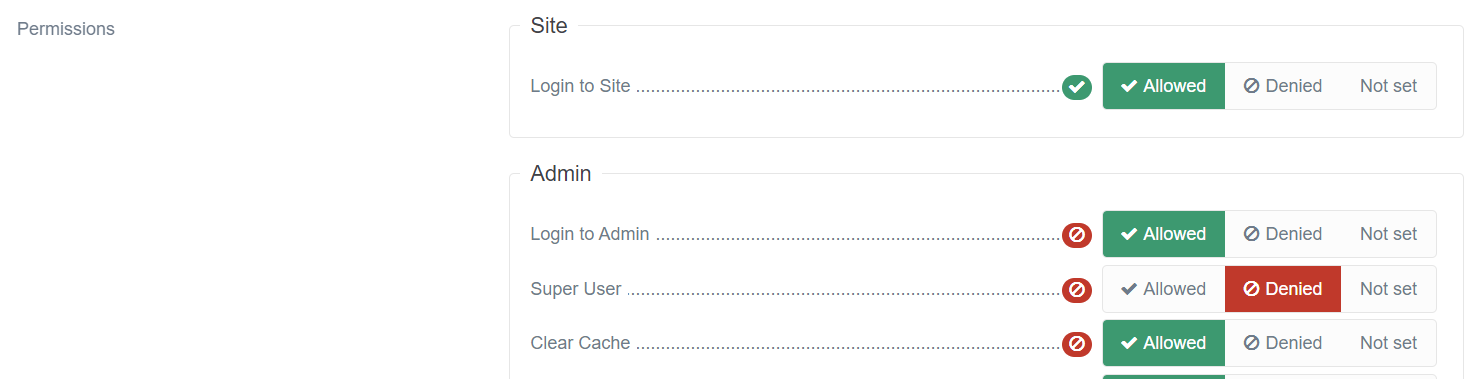 Permissions
Site
Login to Site Allowed Denied Not set
Admin
Login to Admin Allowed Denied Not set
Super User Allowed Denied Not set
Clear Cache Allowed Denied Not set